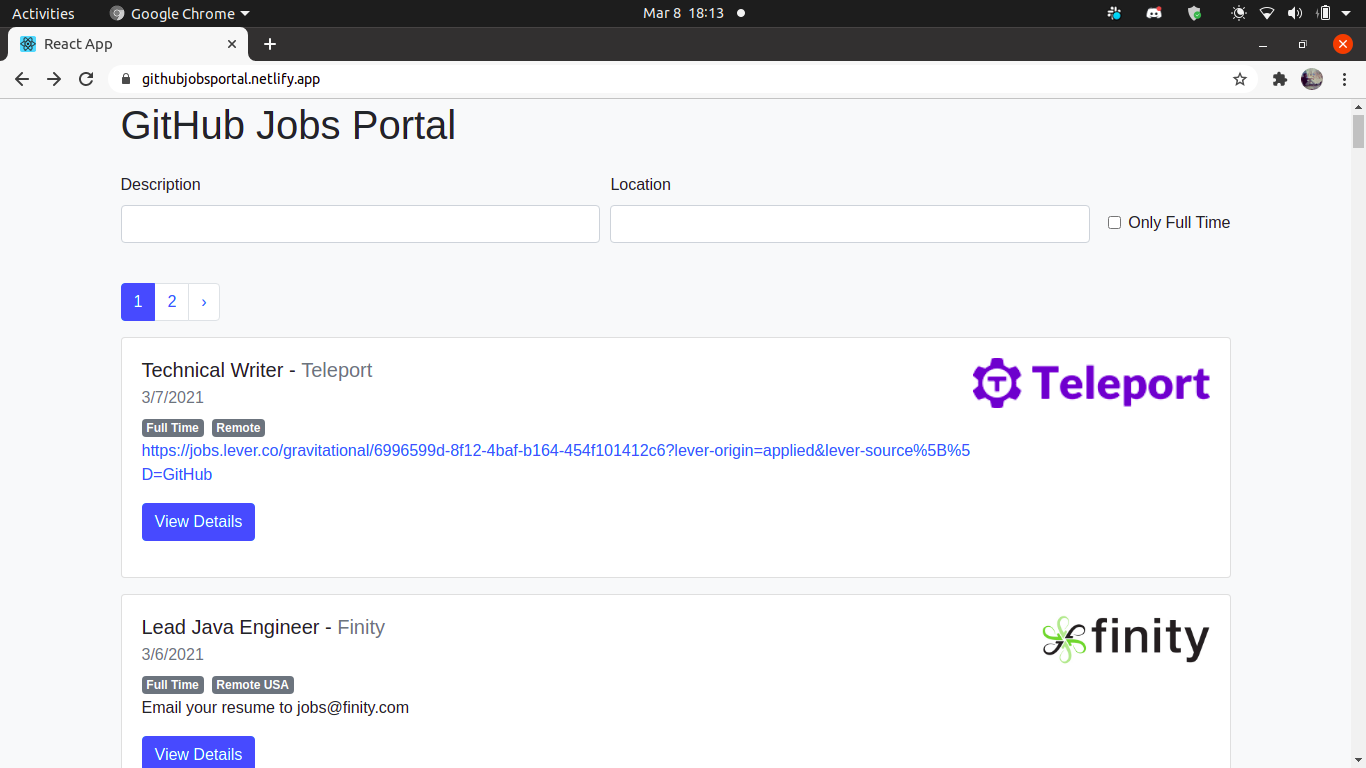 Activities Google Chrome Mar 8 18:13
React App
githubjobsportal.netlify.app
GitHub Jobs Portal
Description Location
Only Full Time
1 2 ›
Technical Writer - Teleport
Teleport
3/7/2021
Full Time Remote
https://jobs.lever.co/gravitational/6996599d-8f12-4baf-b164-454f101412c6?lever-origin=applied&lever-source%5B%5
D=GitHub
View Details
Lead Java Engineer - Finity
finity
3/6/2021
Full Time Remote USA
Email your resume to jobs@finity.com
View Details